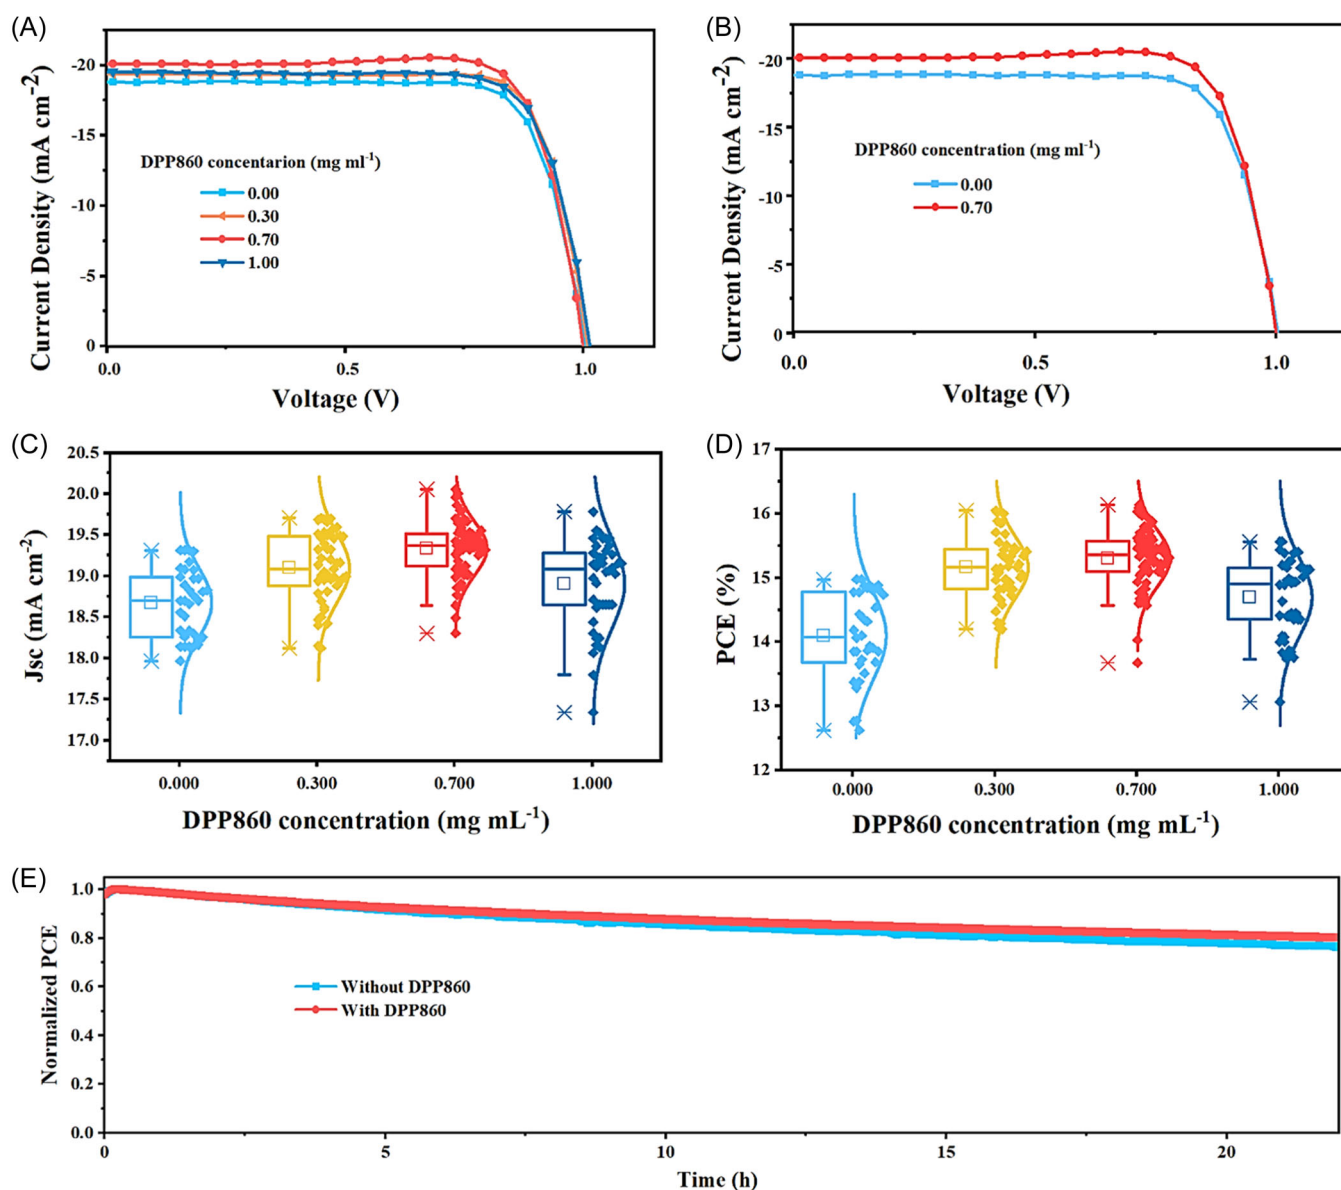 (A)
Current Density (mA cm-2)
-20
-15
-10
-5
0
DPP860 concentarion (mg ml-1)
0.00
0.30
0.70
1.00
0.0 0.5 1.0
Voltage (V)
(B)
Current Density (mA cm-2)
-20
-15
-10
-5
0
DPP860 concentration (mg ml-1)
0.00
0.70
0.0 0.5 1.0
Voltage (V)
(C)
Jsc (mA cm-2)
20.5
20.0
19.5
19.0
18.5
18.0
17.5
17.0
0.000 0.300 0.700 1.000
DPP860 concentration (mg mL-1)
(D)
PCE (%)
17
16
15
14
13
12
0.000 0.300 0.700 1.000
DPP860 concentration (mg mL-1)
(E)
Normalized PCE
1.0
0.8
0.6
0.4
0.2
0.0
Without DPP860
With DPP860
0 5 10 15 20
Time (h)